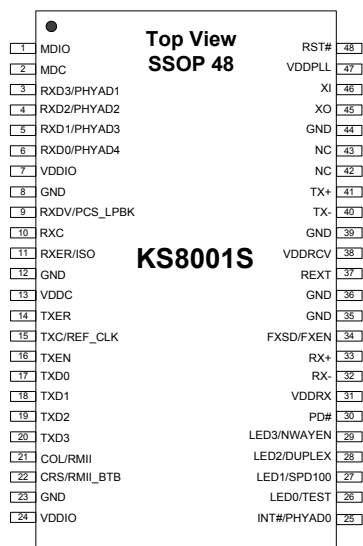 Top View
SSOP 48
KS8001S
1 MDIO
2 MDC
3 RXD3/PHYAD1
4 RXD2/PHYAD2
5 RXD1/PHYAD3
6 RXD0/PHYAD4
7 VDDIO
8 GND
9 RXDV/PCS_LPBK
10 RXC
11 RXER/ISO
12 GND
13 VDDC
14 TXER
15 TXC/REF_CLK
16 TXEN
17 TXD0
18 TXD1
19 TXD2
20 TXD3
21 COL/RMII
22 CRS/RMII_BTB
23 GND
24 VDDIO
RST# 48
VDDPLL 47
XI 46
XO 45
GND 44
NC 43
NC 42
TX+ 41
TX- 40
GND 39
VDDRCV 38
REXT 37
GND 36
GND 35
FXSD/FXEN 34
RX+ 33
RX- 32
VDDRX 31
PD# 30
LED3/NWAYEN 29
LED2/DUPLEX 28
LED1/SPD100 27
LED0/TEST 26
INT#/PHYAD0 25